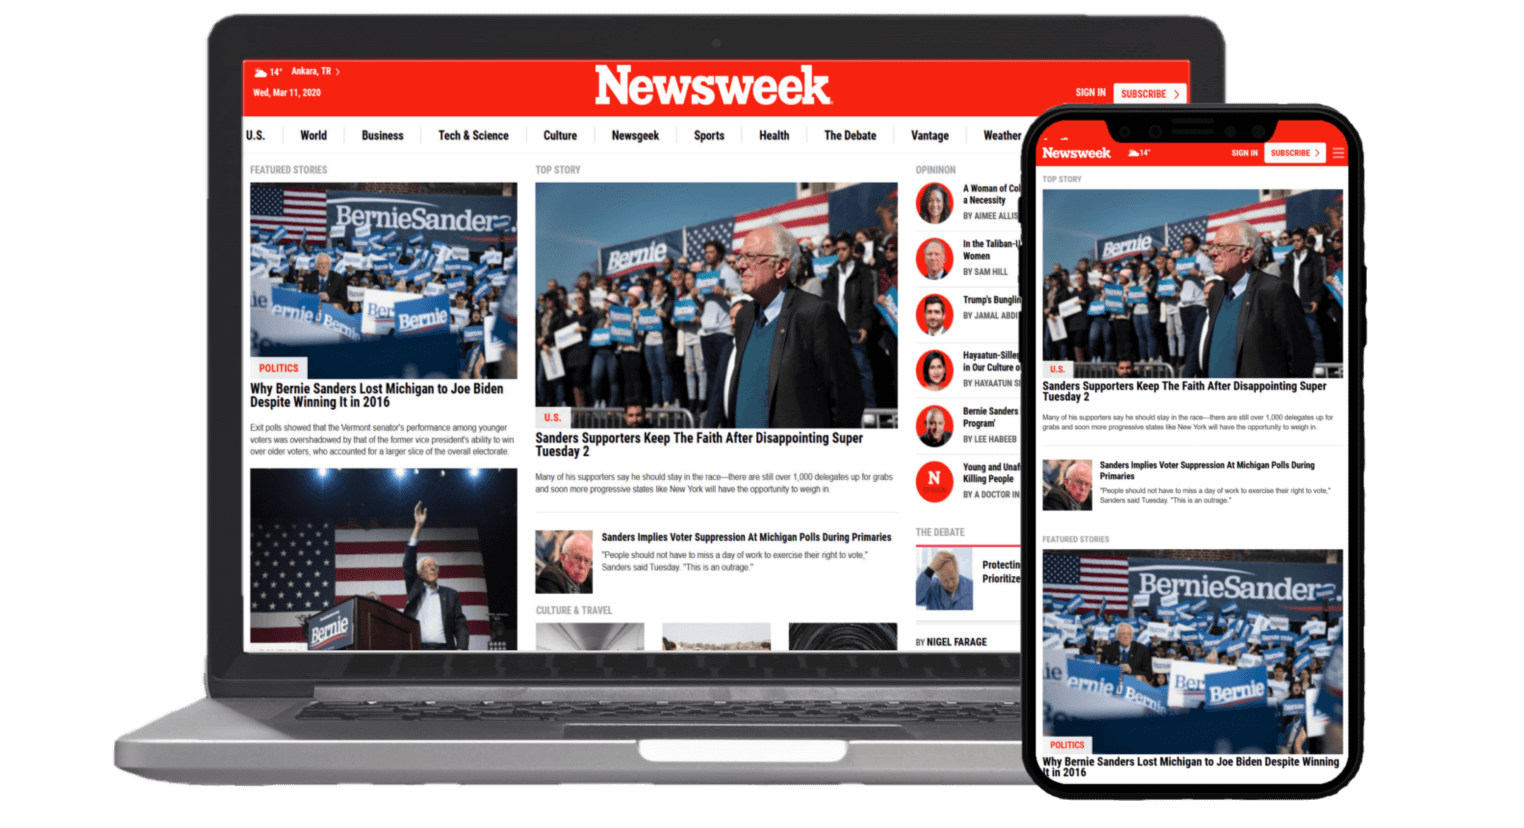 14° Ankara, TR >
Wed, Mar 11, 2020
Newsweek
SIGN IN
SUBSCRIBE >
U.S.
World
Business
Tech & Science
Culture
Newsgeek
Sports
Health
The Debate
Vantage
Weather
FEATURED STORIES
BernieSanders.
Bernie
Bernie
POLITICS
Why Bernie Sanders Lost Michigan to Joe Biden
Despite Winning It in 2016
Exit polls showed that the Vermont senator's performance among younger
voters was overshadowed by that of the former vice president's ability to win
over older voters, who accounted for a larger slice of the overall electorate.
Bernie
TOP STORY
Bernie
U.S.
Sanders Supporters Keep The Faith After Disappointing Super
Tuesday 2
Many of his supporters say he should stay in the race—there are still over 1,000 delegates up for grabs
and soon more progressive states like New York will have the opportunity to weigh in.
Sanders Implies Voter Suppression At Michigan Polls During Primaries
"People should not have to miss a day of work to exercise their right to vote,"
Sanders said Tuesday. "This is an outrage."
CULTURE & TRAVEL
OPININON
A Woman of Col
a Necessity
BY AIMEE ALLIS
In the Taliban-U
Women
BY SAM HILL
Trump's Bunglin
BY JAMAL ABDI
Hayaatun-Silleg
in Our Culture o
BY HAYAATUN SI
Bernie Sanders
Program'
BY LEE HABEEB
N
Young and Unaf
Killing People
BY A DOCTOR IN
THE DEBATE
Protectin
Prioritize
BY NIGEL FARAGE
Newsweek
14°
SIGN IN
SUBSCRIBE >
TOP STORY
Bernie
U.S.
Sanders Supporters Keep The Faith After Disappointing Super
Tuesday 2
Many of his supporters say he should stay in the race—there are still over 1,000 delegates up for
grabs and soon more progressive states like New York will have the opportunity to weigh in.
Sanders Implies Voter Suppression At Michigan Polls During
Primaries
"People should not have to miss a day of work to exercise their right to vote,"
Sanders said Tuesday. "This is an outrage."
FEATURED STORIES
BernieSanders.
Bernie
Bernie
POLITICS
Why Bernie Sanders Lost Michigan to Joe Biden Despite Winning
It in 2016